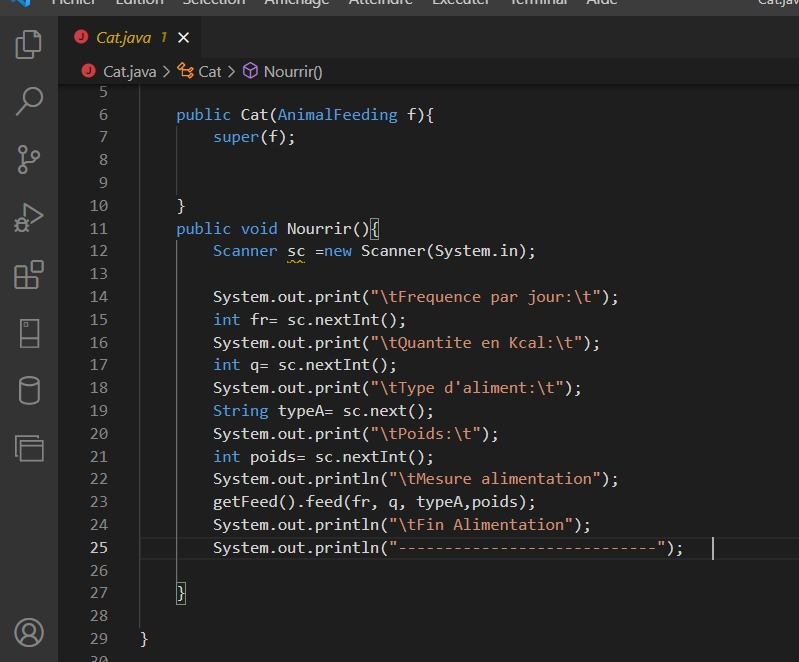 Fichier Edition Sélection Affichage Atteindre Exécuter Terminal Aide
J Cat.java 1 ×
J Cat.java > Cat > Nourrir()
5
6 public Cat(AnimalFeeding f){
7 super(f);
8
9
10 }
11 public void Nourrir(){
12 Scanner sc =new Scanner(System.in);
13
14 System.out.print("\tFrequence par jour:\t");
15 int fr= sc.nextInt();
16 System.out.print("\tQuantite en Kcal:\t");
17 int q= sc.nextInt();
18 System.out.print("\tType d'aliment:\t");
19 String typeA= sc.next();
20 System.out.print("\tPoids:\t");
21 int poids= sc.nextInt();
22 System.out.println("\tMesure alimentation");
23 getFeed().feed(fr, q, typeA,poids);
24 System.out.println("\tFin Alimentation");
25 System.out.println("----------------------------");
26
27 }
28
29 }
30